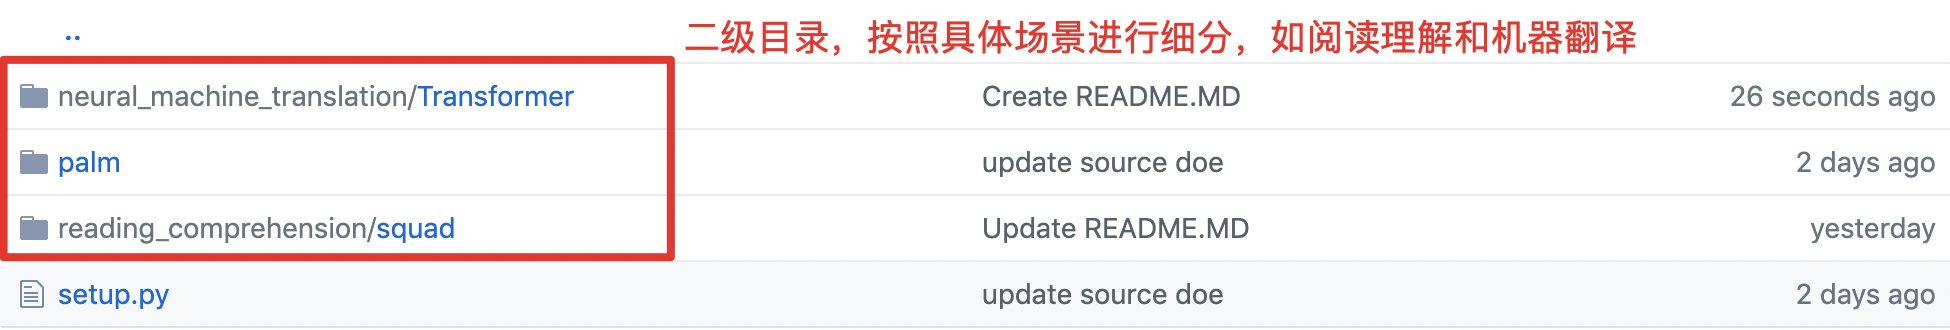 ..
二级目录，按照具体场景进行细分，如阅读理解和机器翻译
neural_machine_translation/Transformer Create README.MD 26 seconds ago
palm update source doe 2 days ago
reading_comprehension/squad Update README.MD yesterday
setup.py update source doe 2 days ago